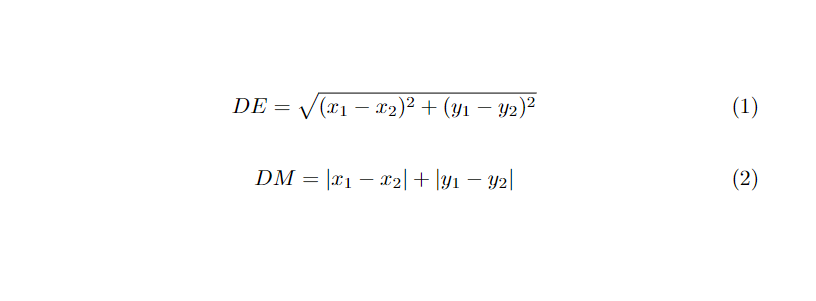 DE = √(x₁ − x₂)² + (y₁ − y₂)² (1)
DM = |x₁ − x₂| + |y₁ − y₂| (2)